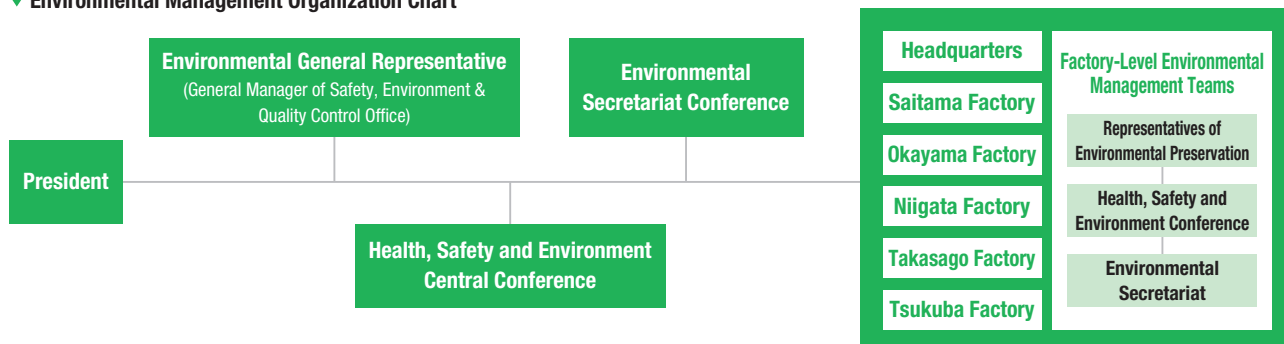 Environmental Management Organization Chart
President
Environmental General Representative
(General Manager of Safety, Environment &
Quality Control Office)
Health, Safety and Environment
Central Conference
Environmental
Secretariat Conference
Headquarters
Saitama Factory
Okayama Factory
Niigata Factory
Takasago Factory
Tsukuba Factory
Factory-Level Environmental
Management Teams
Representatives of
Environmental Preservation
Health, Safety and
Environment Conference
Environmental
Secretariat